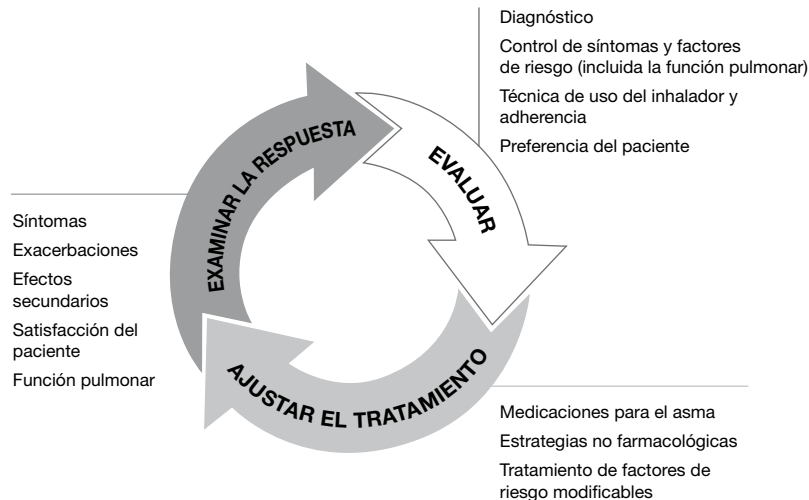 Diagnóstico
Control de síntomas y factores
de riesgo (incluida la función pulmonar)
Técnica de uso del inhalador y
adherencia
Preferencia del paciente
EXAMINAR LA RESPUESTA
EVALUAR
AJUSTAR EL TRATAMIENTO
Síntomas
Exacerbaciones
Efectos
secundarios
Satisfacción del
paciente
Función pulmonar
Medicaciones para el asma
Estrategias no farmacológicas
Tratamiento de factores de
riesgo modificables